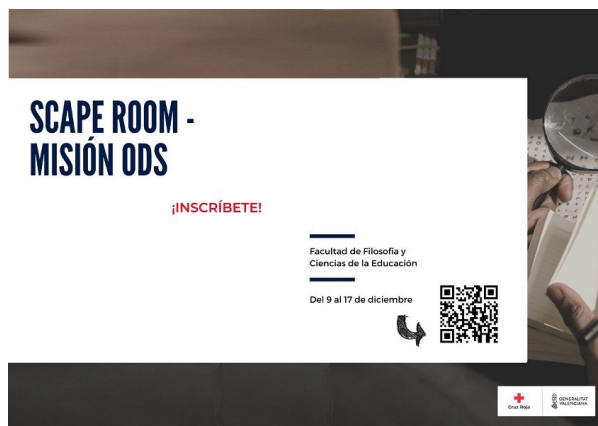 SCAPE ROOM -
MISIÓN ODS
¡INSCRÍBETE!
Facultad de Filosofía y
Ciencias de la Educación
Del 9 al 17 de diciembre
Cruz Roja
GENERALITAT
VALENCIANA